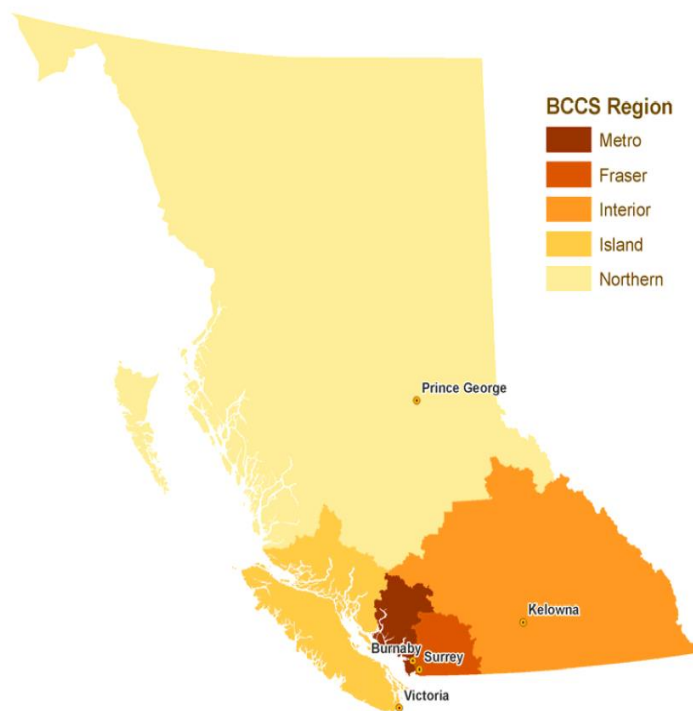 BCCS Region
Metro
Fraser
Interior
Island
Northern
Prince George
Kelowna
Burnaby
Surrey
Victoria